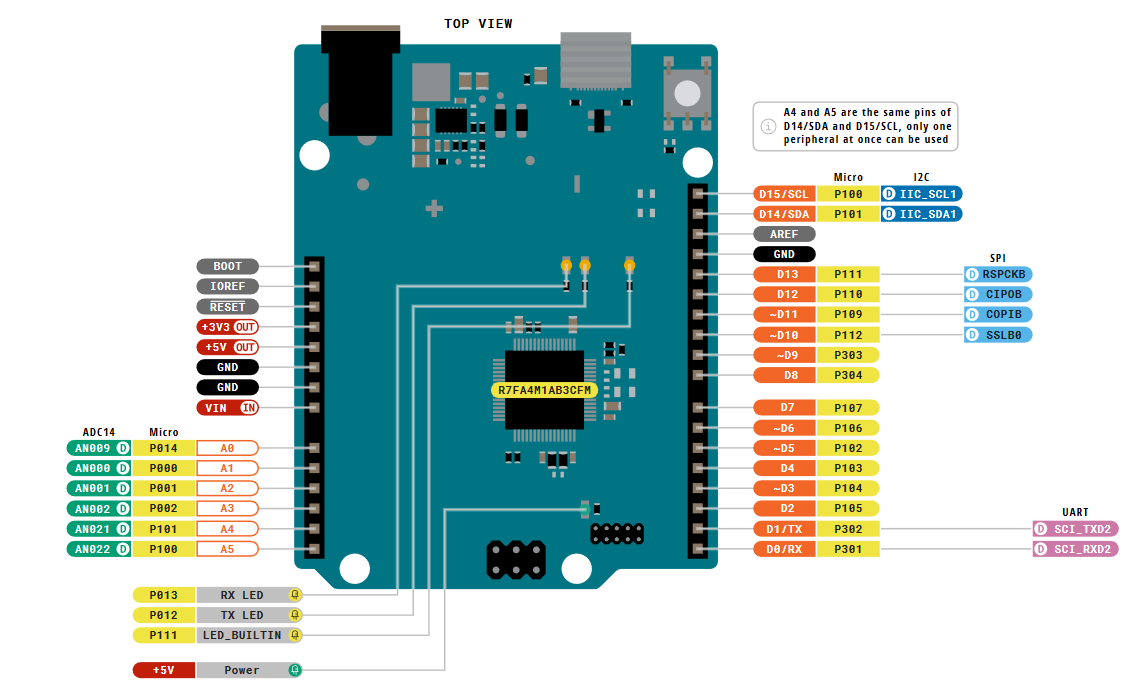 TOP VIEW
A4 and A5 are the same pins of
D14/SDA and D15/SCL, only one
peripheral at once can be used
Micro I2C
D15/SCL P100 D IIC_SCL1
D14/SDA P101 D IIC_SDA1
AREF
GND
SPI
D13 P111 D RSPCKB
D12 P110 D CIPOB
~D11 P109 D COPIB
~D10 P112 D SSLB0
~D9 P303
D8 P304
D7 P107
~D6 P106
~D5 P102
D4 P103
~D3 P104
D2 P105
UART
D1/TX P302 D SCI_TXD2
D0/RX P301 D SCI_RXD2
BOOT
IOREF
RESET
+3V3 OUT
+5V OUT
GND
GND
VIN IN
R7FA4M1AB3CFM
ADC14 Micro
AN009 D P014 A0
AN000 D P000 A1
AN001 D P001 A2
AN002 D P002 A3
AN021 D P101 A4
AN022 D P100 A5
P013 RX LED
P012 TX LED
P111 LED_BUILTIN
+5V Power